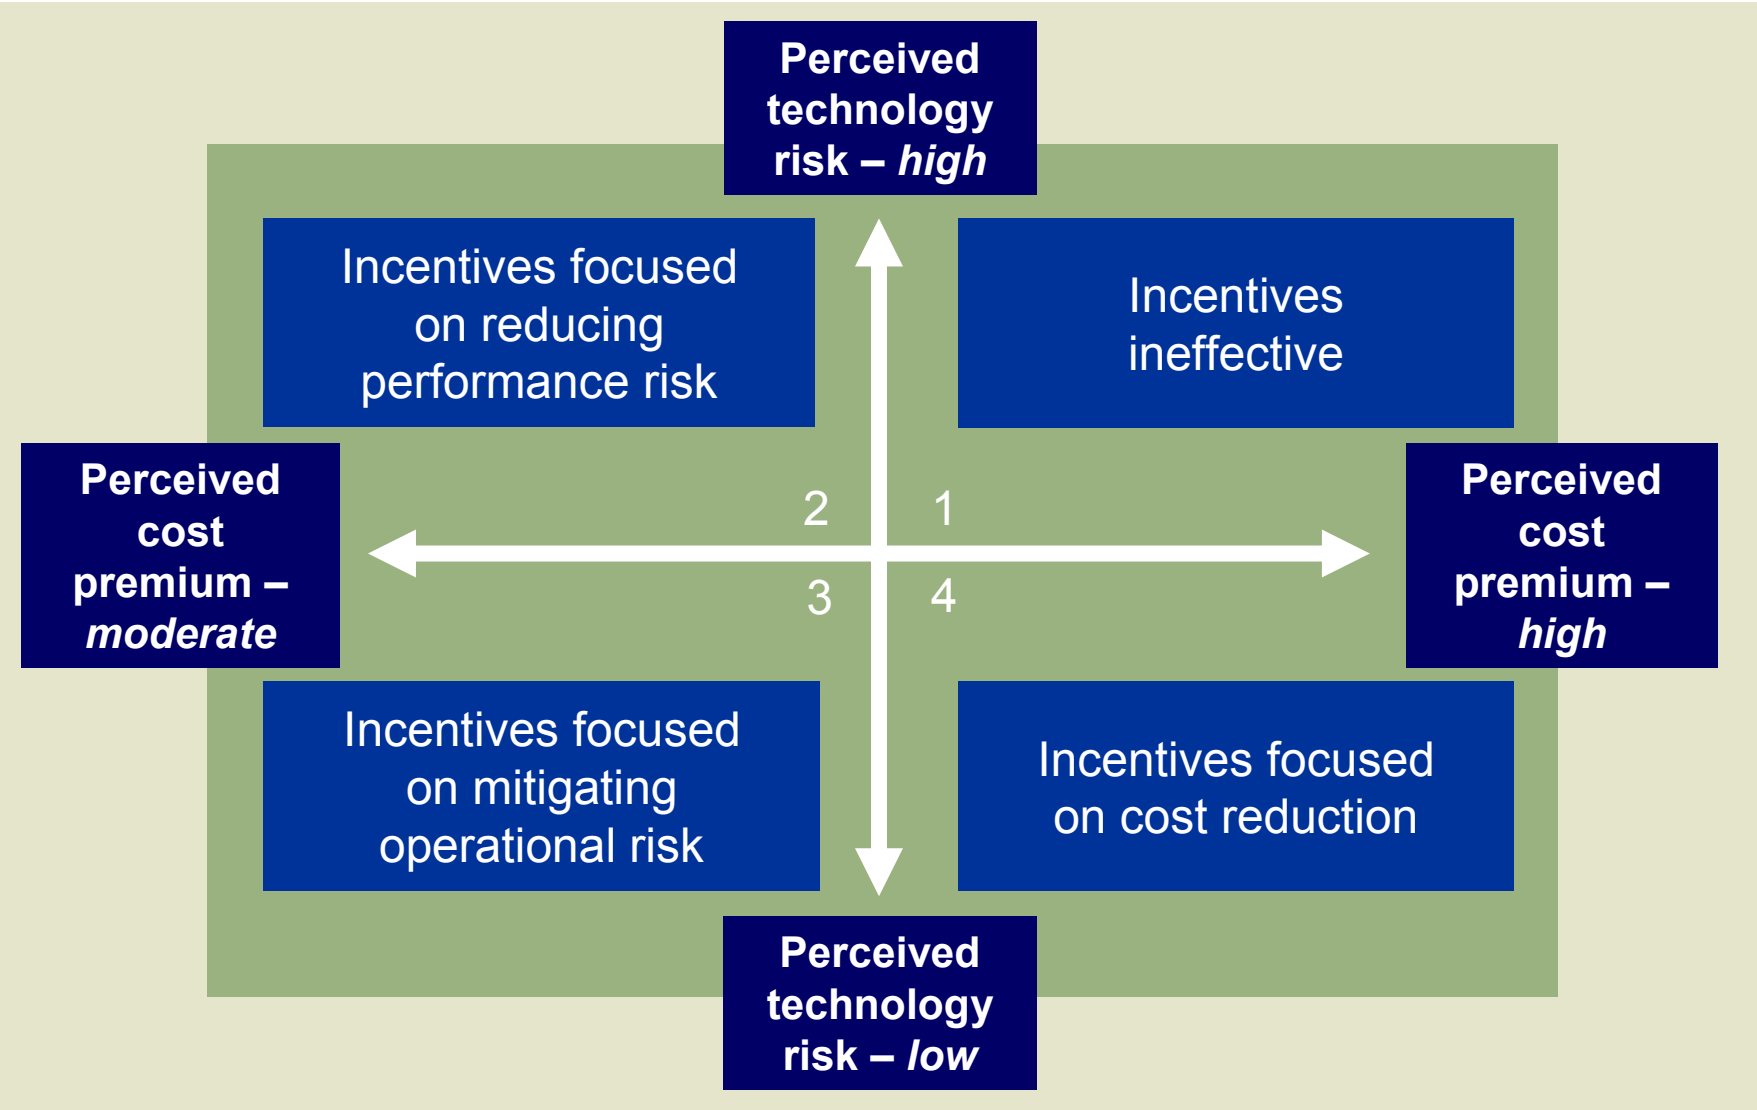 Perceived
technology
risk – high
Incentives focused
on reducing
performance risk
Incentives
ineffective
Perceived
cost
premium –
moderate
2
1
3
4
Perceived
cost
premium –
high
Incentives focused
on mitigating
operational risk
Incentives focused
on cost reduction
Perceived
technology
risk – low